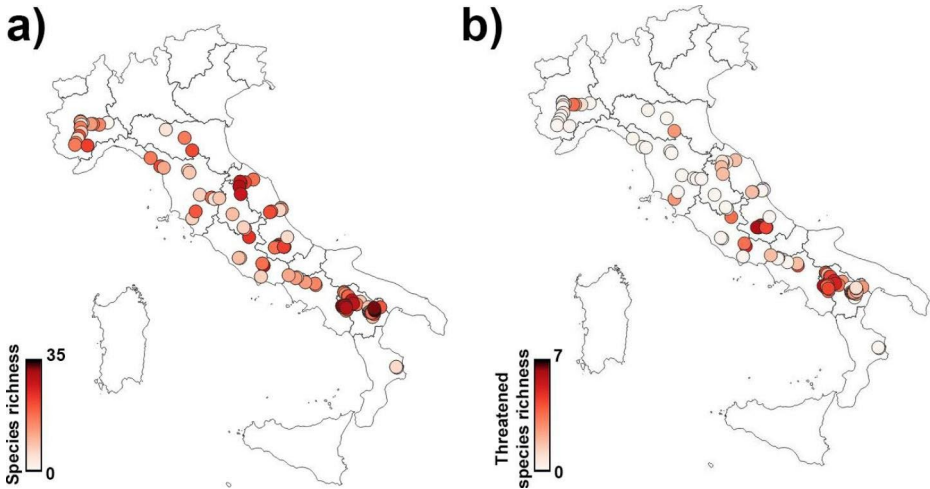 a)
Species richness
35
0
b)
Threatened
species richness
7
0